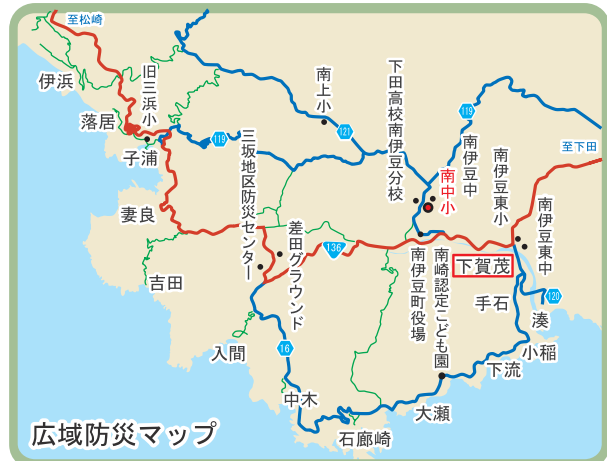 至松崎
伊浜
旧三浜小
落居
子浦
119
妻良
吉田
三坂地区防災センター
差田グラウンド
南上小
121
下田高校南伊豆分校
119
南伊豆中
南中小
南伊豆東小
至下田
南伊豆東中
136
南伊豆町役場
南崎認定こども園
下賀茂
手石
120
湊
小稲
下流
入間
16
中木
大瀬
石廊崎
広域防災マップ